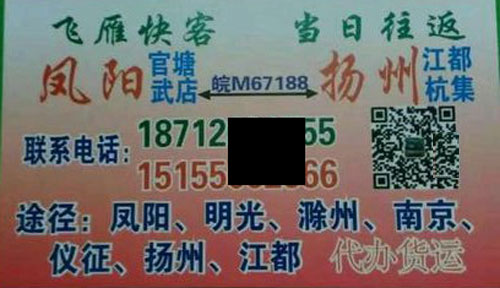 飞雁快客 当日往返
凤阳 官塘 武店 皖M67188 扬州 江都 杭集
联系电话:
18712 55
15155 66
途径:凤阳、明光、滁州、南京、
仪征、扬州、江都 代办货运